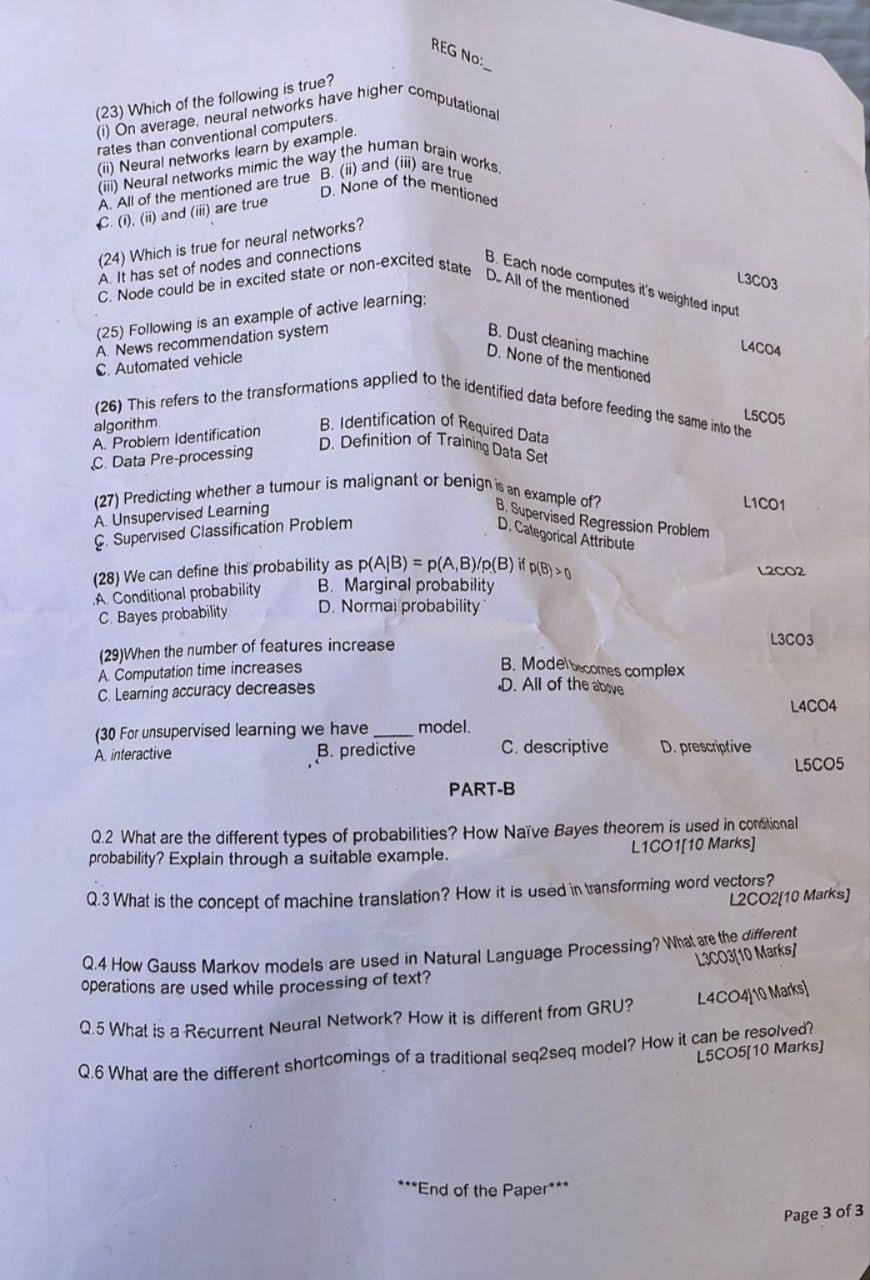 REG No:_
(23) Which of the following is true?
(i) On average, neural networks have higher computational
rates than conventional computers.
(ii) Neural networks learn by example.
(iii) Neural networks mimic the way the human brain works.
A. All of the mentioned are true B. (ii) and (iii) are true
C. (i), (ii) and (iii) are true D. None of the mentioned
L3CO3
(24) Which is true for neural networks?
A. It has set of nodes and connections B. Each node computes it's weighted input
C. Node could be in excited state or non-excited state D. All of the mentioned
L4CO4
(25) Following is an example of active learning:
A. News recommendation system B. Dust cleaning machine
C. Automated vehicle D. None of the mentioned
L5CO5
(26) This refers to the transformations applied to the identified data before feeding the same into the
algorithm.
A. Problem Identification B. Identification of Required Data
C. Data Pre-processing D. Definition of Training Data Set
L1CO1
(27) Predicting whether a tumour is malignant or benign is an example of?
A. Unsupervised Learning B. Supervised Regression Problem
C. Supervised Classification Problem D. Categorical Attribute
L2CO2
(28) We can define this probability as p(A|B) = p(A,B)/p(B) if p(B) > 0
A. Conditional probability B. Marginal probability
C. Bayes probability D. Normal probability
L3CO3
(29)When the number of features increase
A. Computation time increases B. Model becomes complex
C. Learning accuracy decreases D. All of the above
L4CO4
(30 For unsupervised learning we have ____ model.
A. interactive B. predictive C. descriptive D. prescriptive
L5CO5
PART-B
Q.2 What are the different types of probabilities? How Naïve Bayes theorem is used in conditional
probability? Explain through a suitable example. L1CO1[10 Marks]
Q.3 What is the concept of machine translation? How it is used in transforming word vectors?
L2CO2[10 Marks]
Q.4 How Gauss Markov models are used in Natural Language Processing? What are the different
operations are used while processing of text? L3CO3[10 Marks]
Q.5 What is a Recurrent Neural Network? How it is different from GRU? L4CO4[10 Marks]
Q.6 What are the different shortcomings of a traditional seq2seq model? How it can be resolved?
L5CO5[10 Marks]
***End of the Paper***
Page 3 of 3